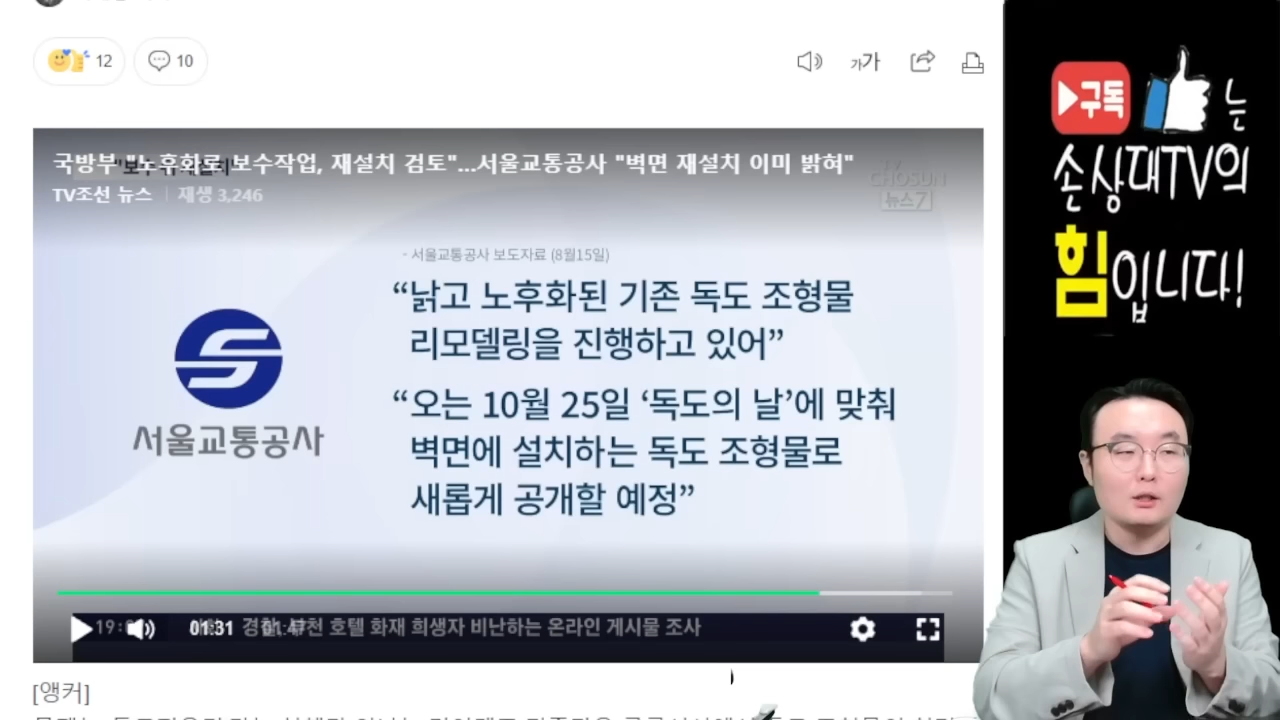 12
10
가가
국방부 "노후화로 보수작업, 재설치 검토"...서울교통공사 "벽면 재설치 이미 밝혀"
TV조선 뉴스 재생 3,246
CHOSUN
뉴스7
- 서울교통공사 보도자료 (8월15일)
“낡고 노후화된 기존 독도 조형물
리모델링을 진행하고 있어”
“오는 10월 25일 ‘독도의 날’에 맞춰
벽면에 설치하는 독도 조형물로
새롭게 공개할 예정”
서울교통공사
01:31 01:47 호텔 화재 희생자 비난하는 온라인 게시물 조사
[앵커]
구독 는
손상대TV의
힘입니다!